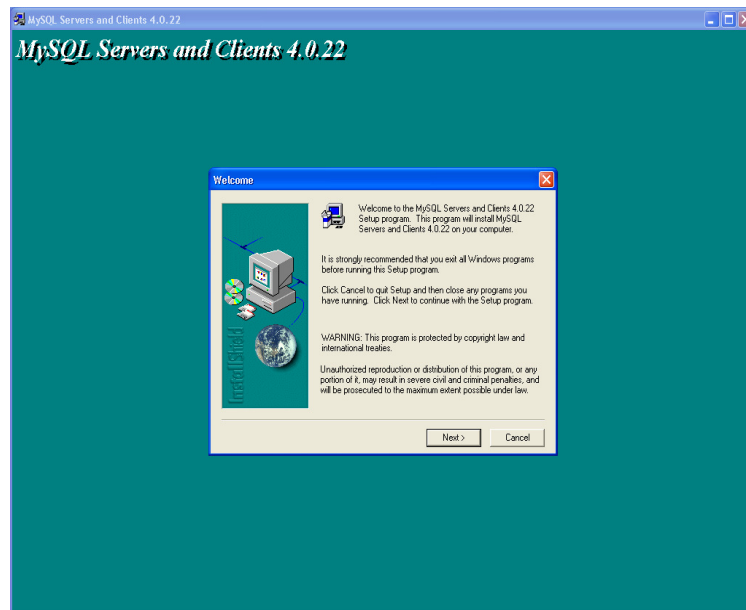 MySQL Servers and Clients 4.0.22
MySQL Servers and Clients 4.0.22
Welcome
Welcome to the MySQL Servers and Clients 4.0.22
Setup program. This program will install MySQL
Servers and Clients 4.0.22 on your computer.
It is strongly recommended that you exit all Windows programs
before running this Setup program.
Click Cancel to quit Setup and then close any programs you
have running. Click Next to continue with the Setup program.
WARNING: This program is protected by copyright law and
international treaties.
Unauthorized reproduction or distribution of this program, or any
portion of it, may result in severe civil and criminal penalties, and
will be prosecuted to the maximum extent possible under law.
InstallShield
Next >
Cancel